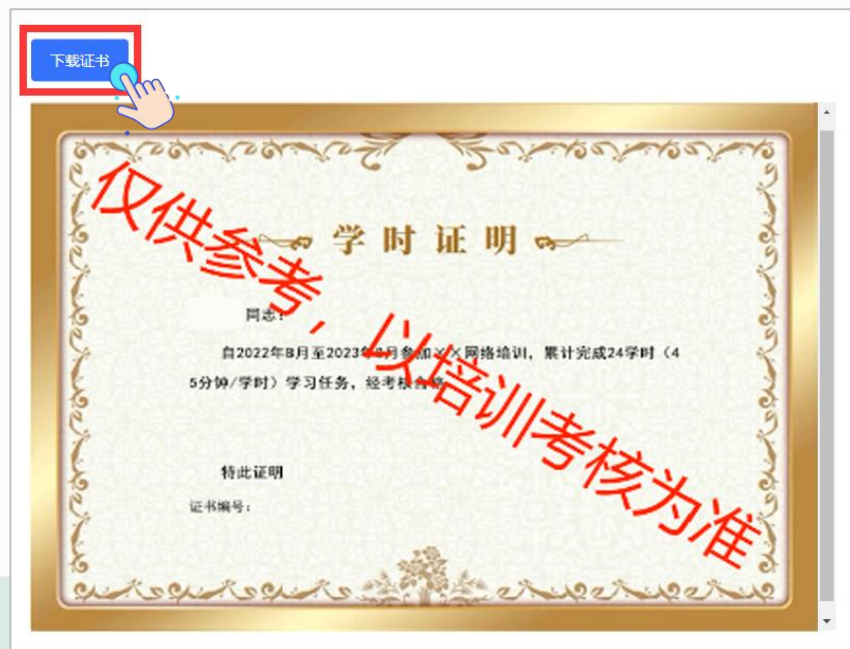 下载证书
学时证明
同志：
自2022年8月至2023年8月参加××网络培训，累计完成24学时（4
5分钟/学时）学习任务，经考核合格
特此证明
证书编号：
仅供参考，以培训考核为准